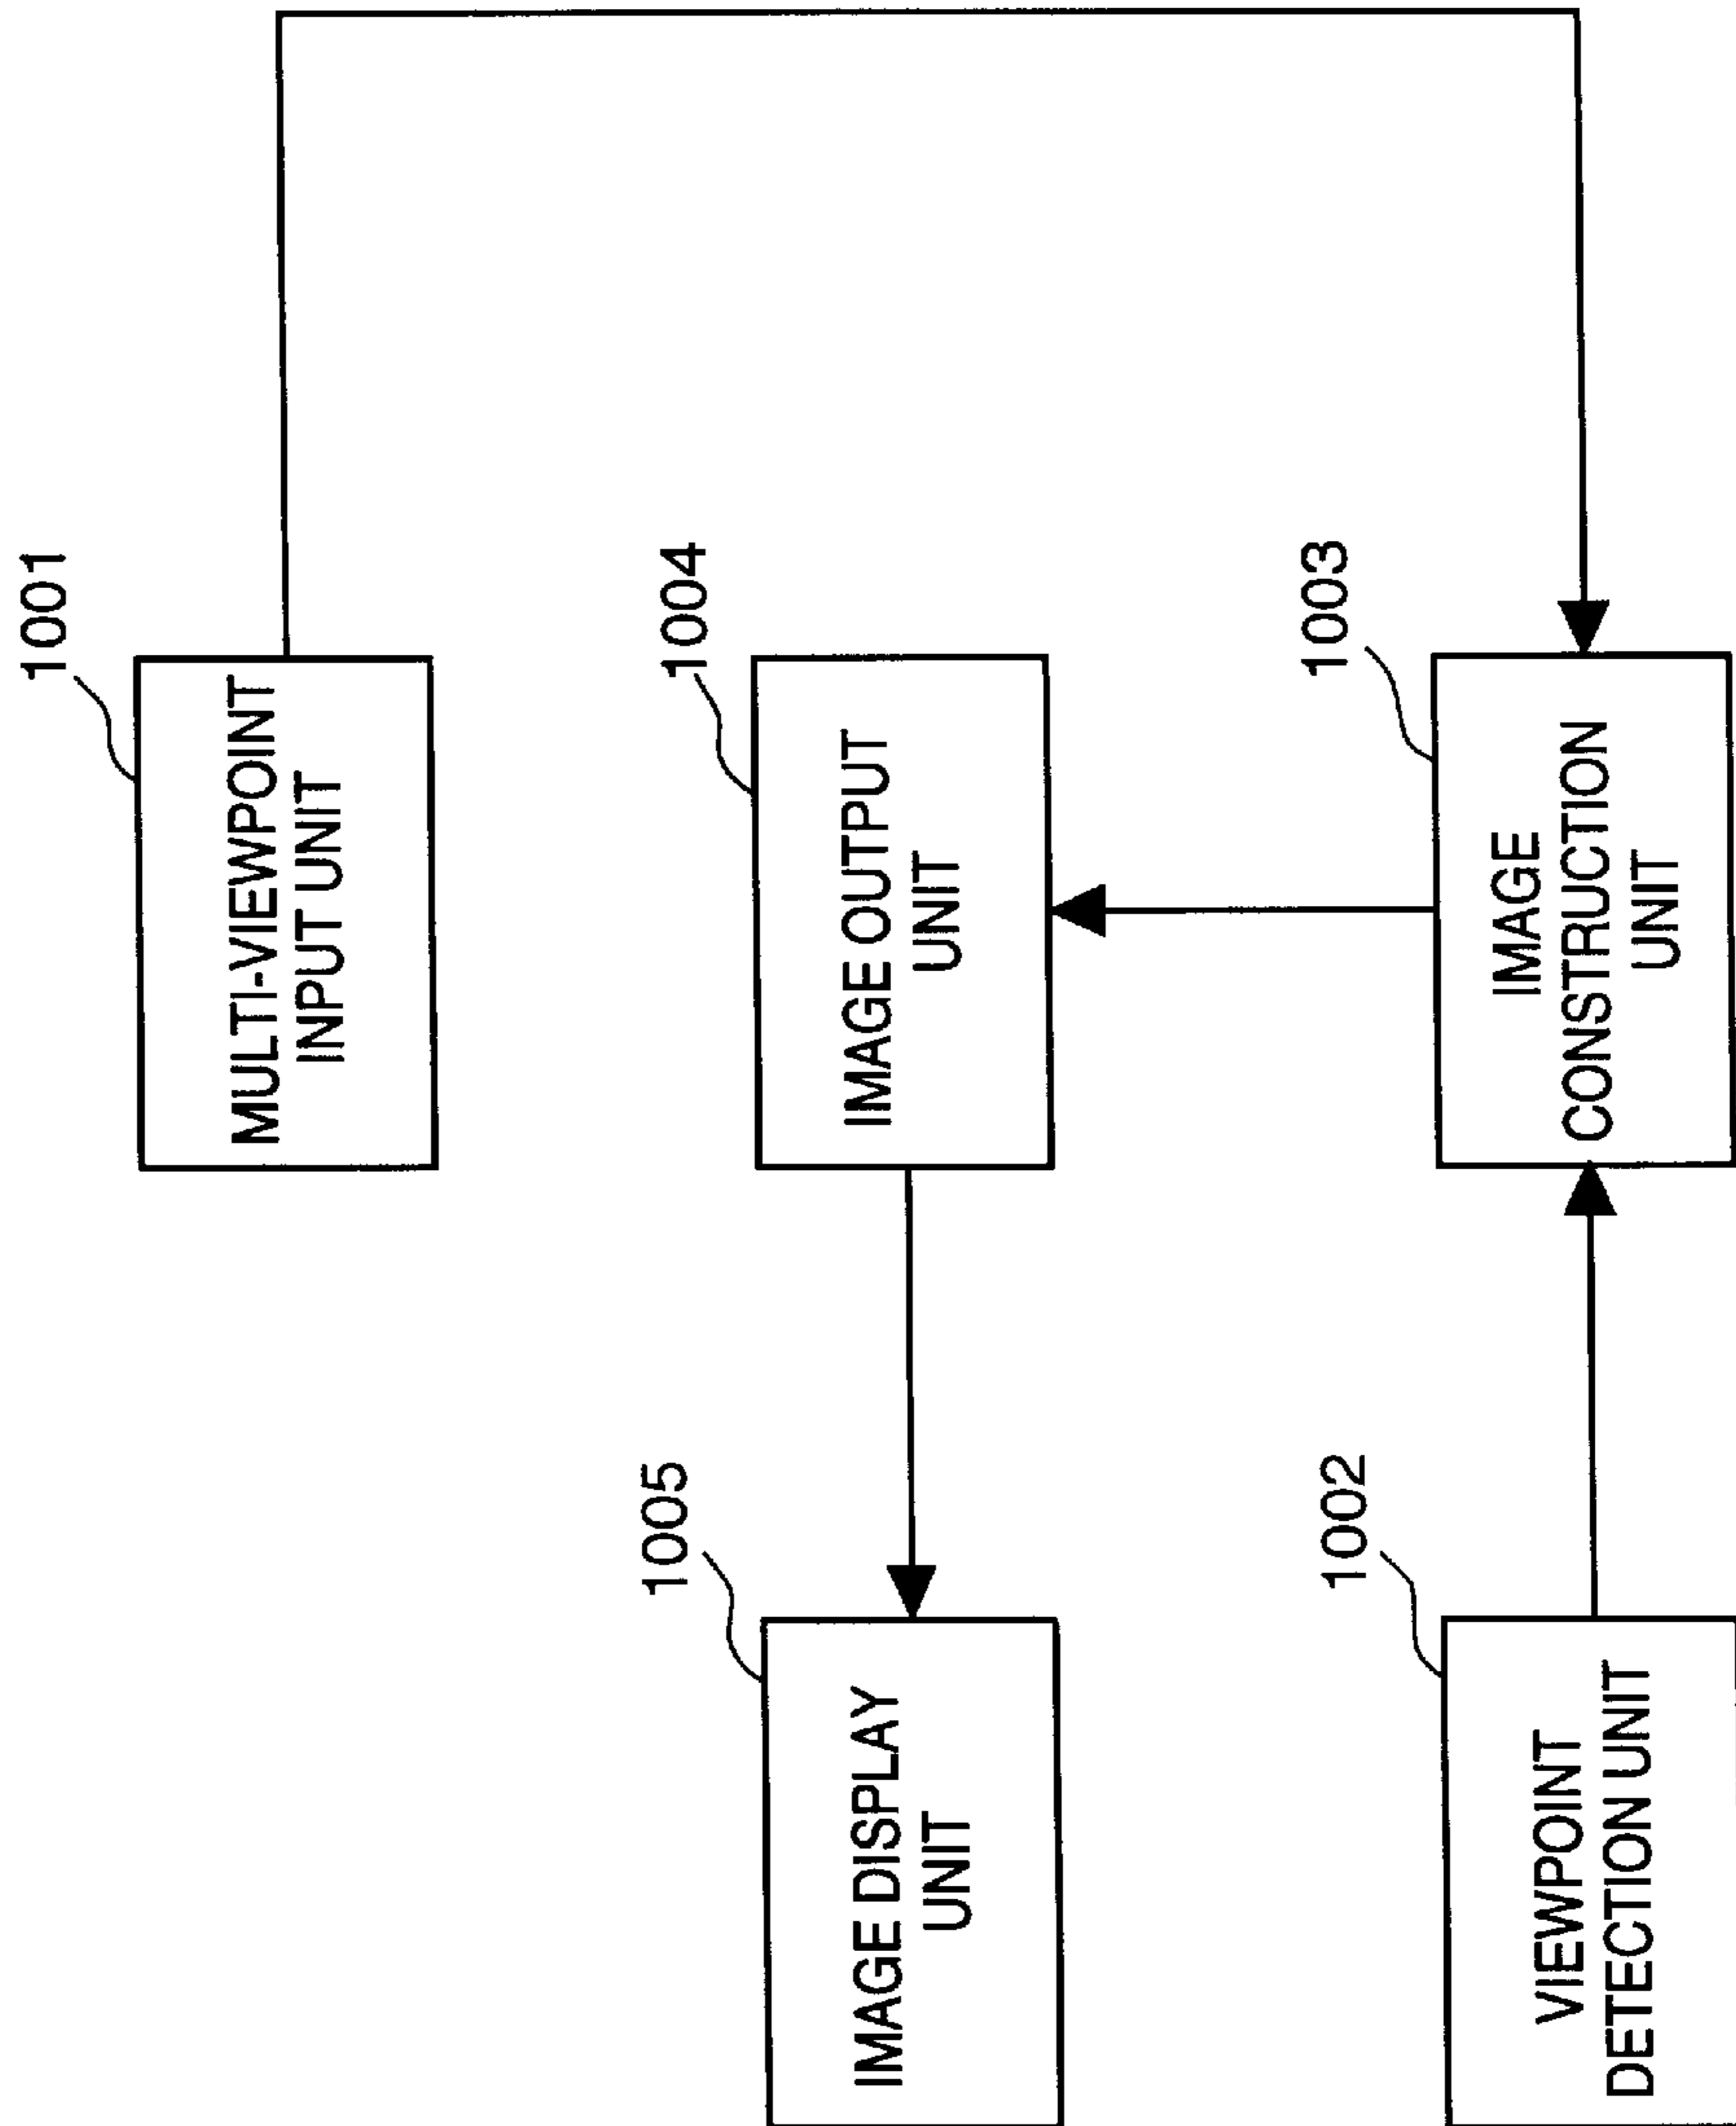 1001
MULTI-VIEWPOINT
INPUT UNIT
1005
IMAGE DISPLAY
UNIT
1004
IMAGE OUTPUT
UNIT
1002
VIEWPOINT
DETECTION UNIT
1003
IMAGE
CONSTRUCTION
UNIT